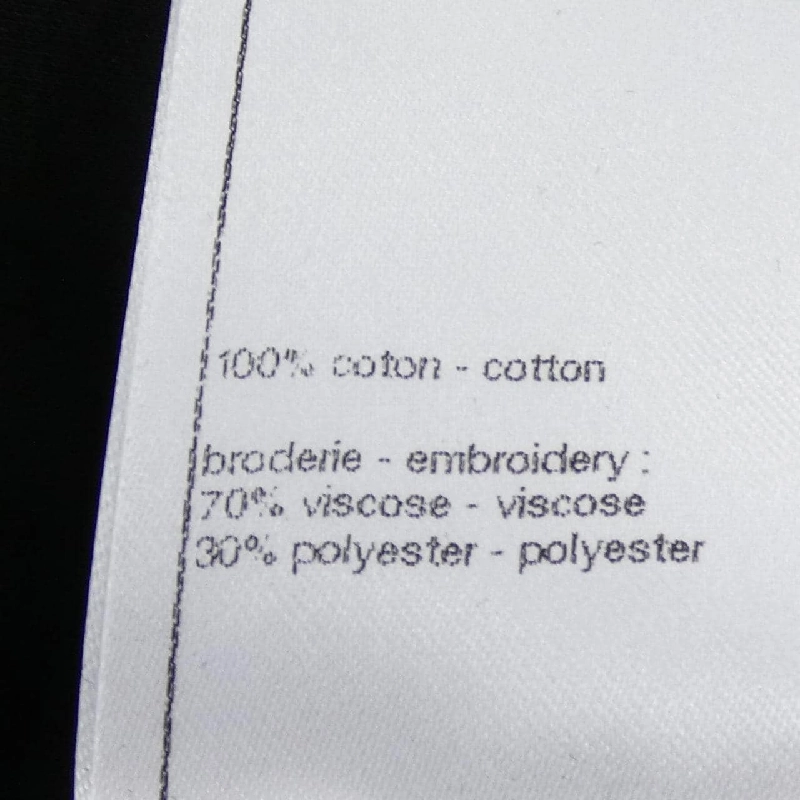 100% coton - cotton
broderie - embroidery :
70% viscose - viscose
30% polyester - polyester